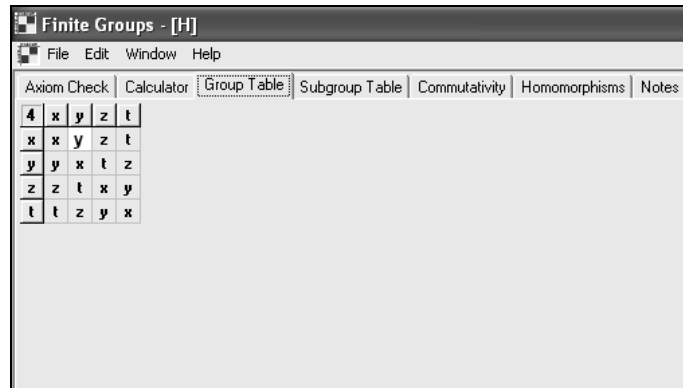 Finite Groups - [H]
File Edit Window Help
Axiom Check Calculator Group Table Subgroup Table Commutativity Homomorphisms Notes
4 x y z t
x x y z t
y y x t z
z z t x y
t t z y x